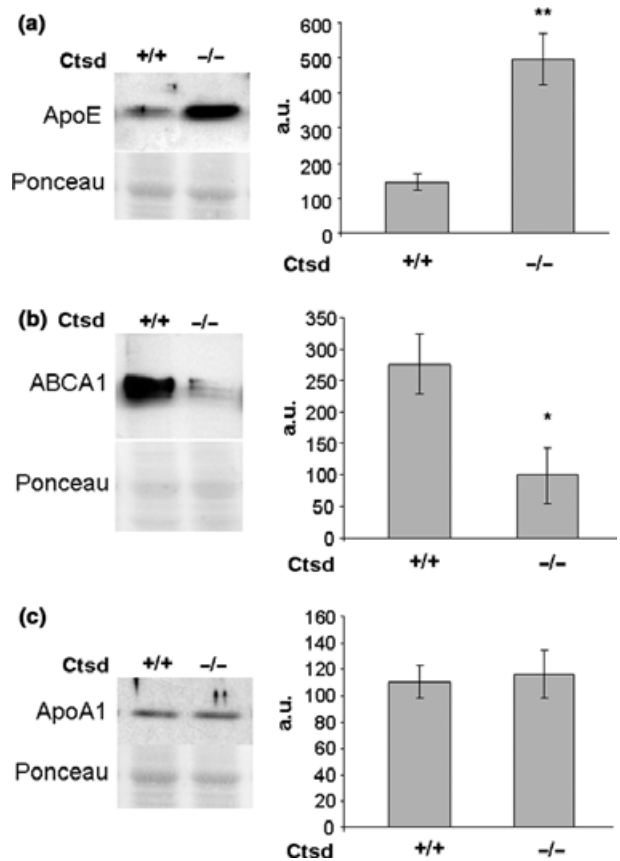 (a)
Ctsd +/+ –/–
ApoE
Ponceau
a.u.
600
500
400
300
200
100
0
**
Ctsd +/+ –/–
(b)
Ctsd +/+ –/–
ABCA1
Ponceau
a.u.
350
300
250
200
150
100
50
0
*
Ctsd +/+ –/–
(c)
Ctsd +/+ –/–
ApoA1
Ponceau
a.u.
160
140
120
100
80
60
40
20
0
Ctsd +/+ –/–